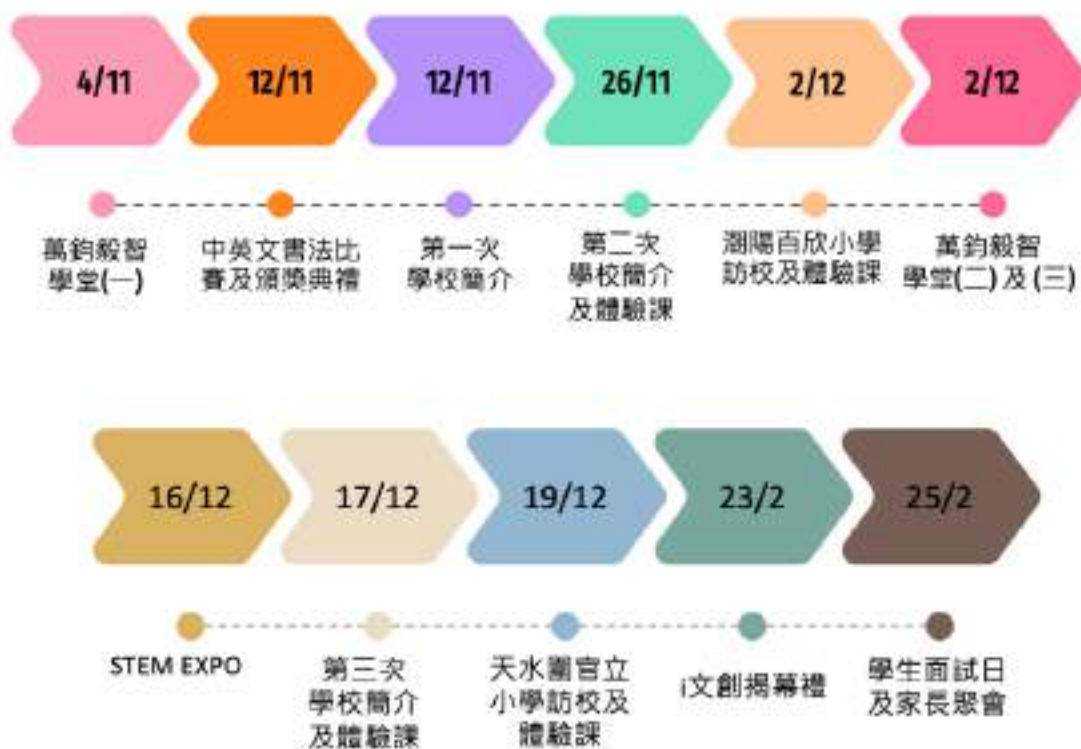 4/11
12/11
12/11
26/11
2/12
2/12
萬鈞毅智
學堂(一)
中英文書法比
賽及頒獎典禮
第一次
學校簡介
第二次
學校簡介
及體驗課
潮陽百欣小學
訪校及體驗課
萬鈞毅智
學堂(二) 及 (三)
16/12
17/12
19/12
23/2
25/2
STEM EXPO
第三次
學校簡介
及體驗課
天水圍官立
小學訪校及
體驗課
i文創揭幕禮
學生面試日
及家長聚會